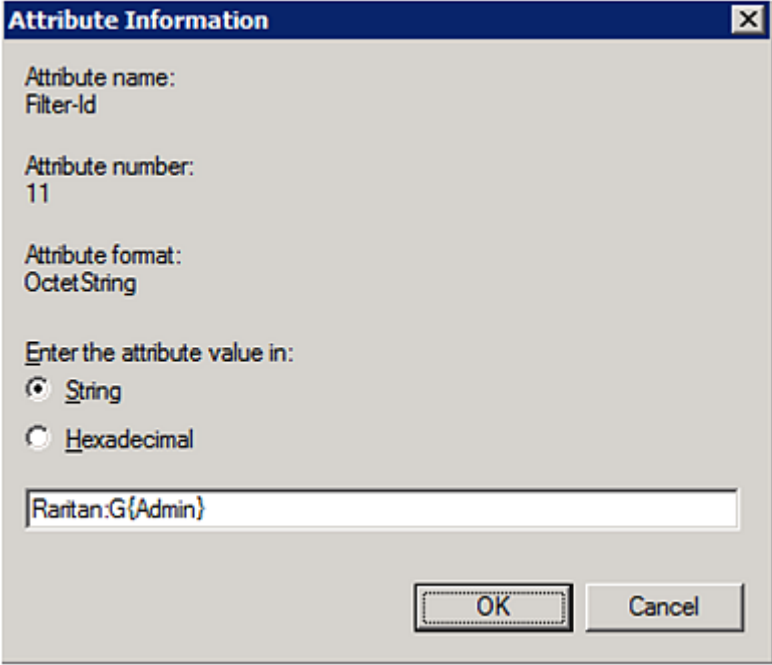 Attribute Information
Attribute name:
Filter-Id
Attribute number:
11
Attribute format:
OctetString
Enter the attribute value in:
String
Hexadecimal
Raritan:G{Admin}
OK Cancel